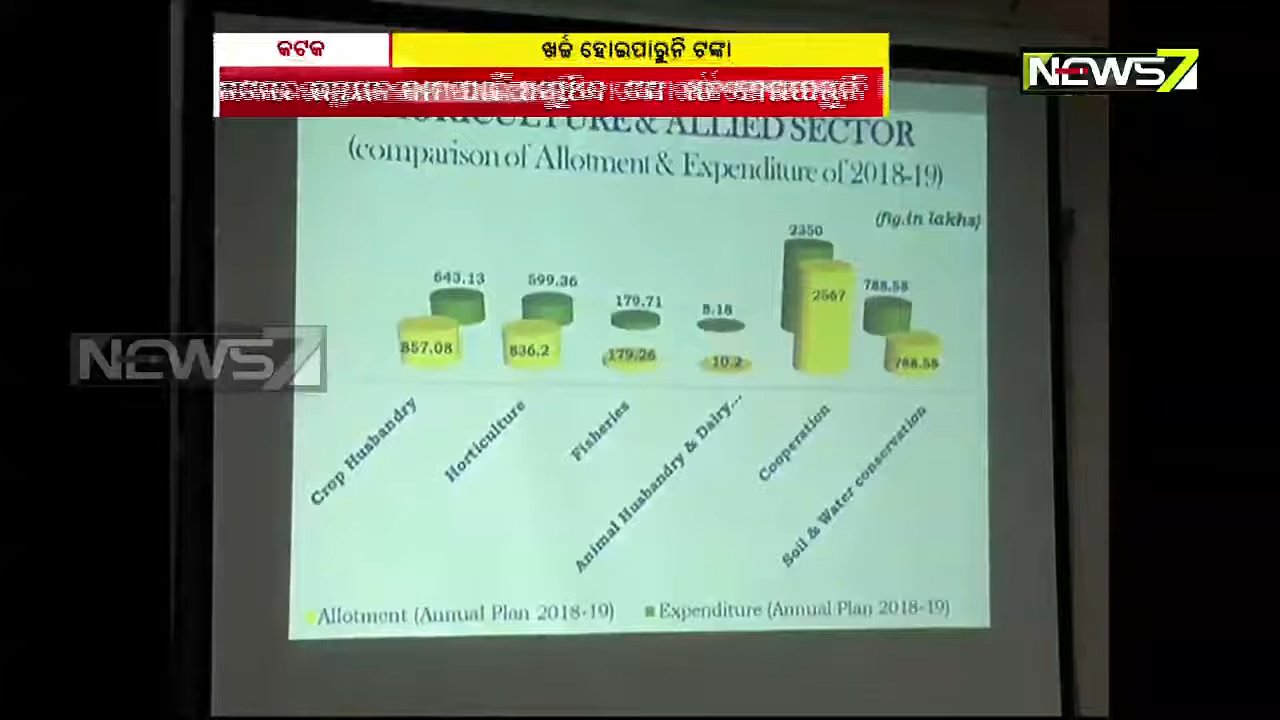 କଟକ
ଖର୍ଚ୍ଚ ହୋଇପାରୁନି ଟଙ୍କା
NEWS7
& ALLIED SECTOR
(comparison of Allotment & Expenditure of 2018-19)
(fig.in lakhs)
2350
643.13
599.36
179.71
8.18
788.58
857.08
836.2
179.26
10.2
2567
788.58
NEWS7
Crop Husbandry
Horticulture
Fisheries
Animal Husbandry & Dairy...
Cooperation
Soil & Water conservation
Allotment (Annual Plan 2018-19)
Expenditure (Annual Plan 2018-19)